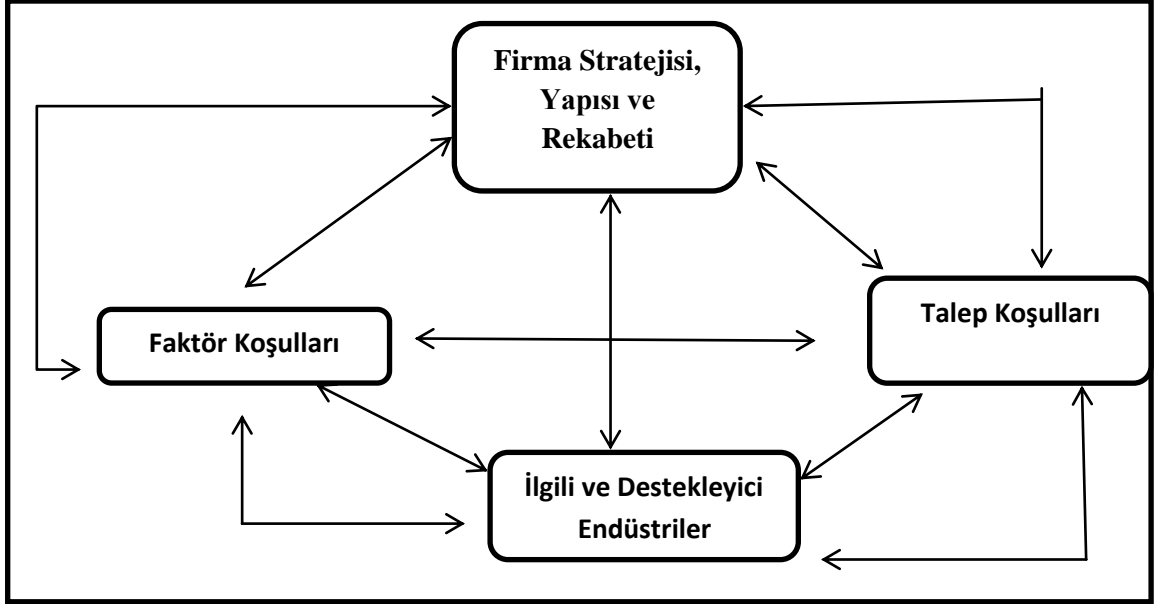 Firma Stratejisi,
Yapısı ve
Rekabeti
Faktör Koşulları
Talep Koşulları
İlgili ve Destekleyici
Endüstriler